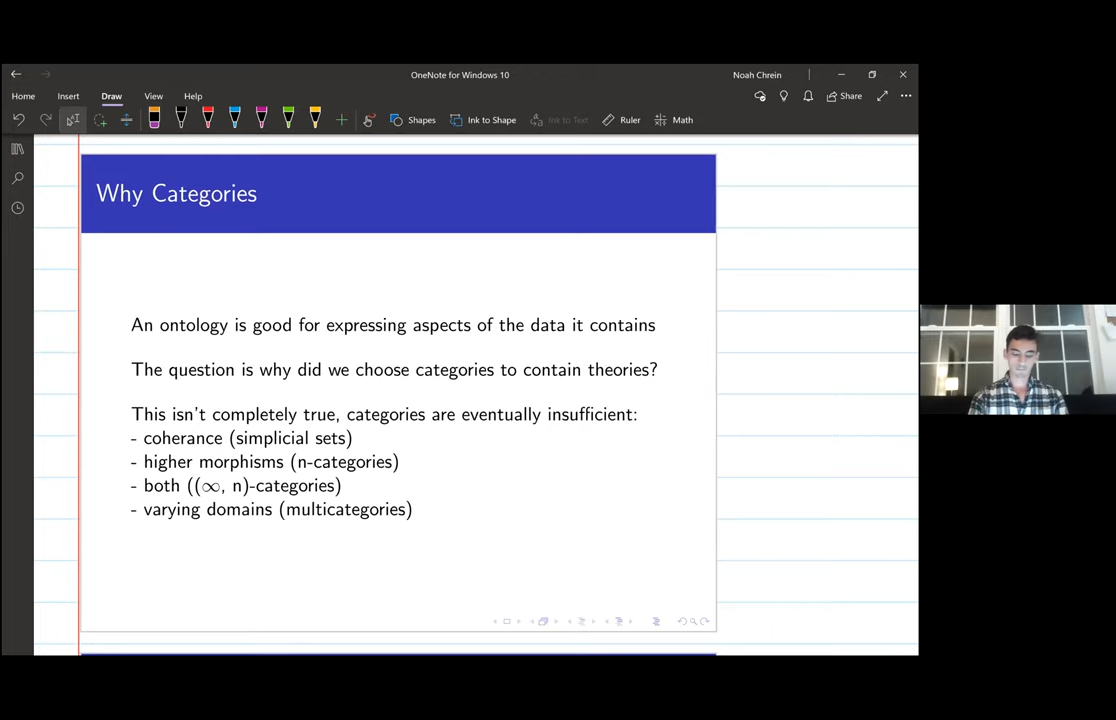 OneNote for Windows 10
Noah Chrein
Home Insert Draw View Help
Share
Shapes Ink to Shape Ink to Text Ruler Math
Why Categories
An ontology is good for expressing aspects of the data it contains
The question is why did we choose categories to contain theories?
This isn't completely true, categories are eventually insufficient:
- coherance (simplicial sets)
- higher morphisms (n-categories)
- both ((∞, n)-categories)
- varying domains (multicategories)